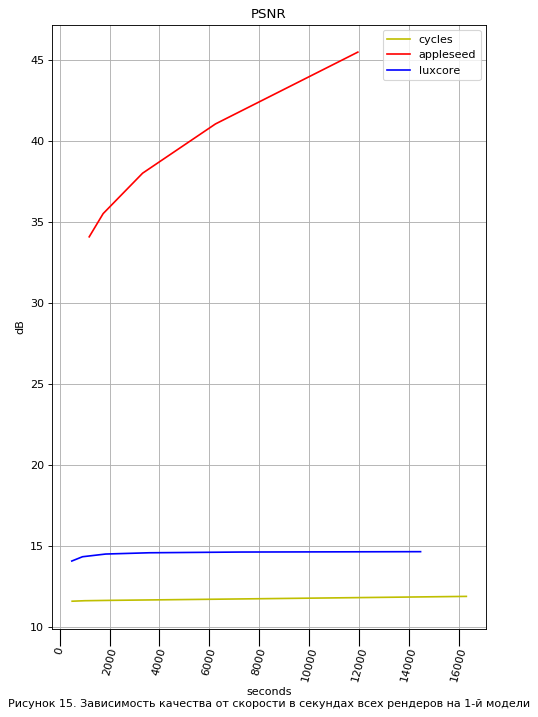 PSNR
cycles
appleseed
luxcore
45
40
35
30
25
20
15
10
dB
0
2000
4000
6000
8000
10000
12000
14000
16000
seconds
Рисунок 15. Зависимость качества от скорости в секундах всех рендеров на 1-й модели